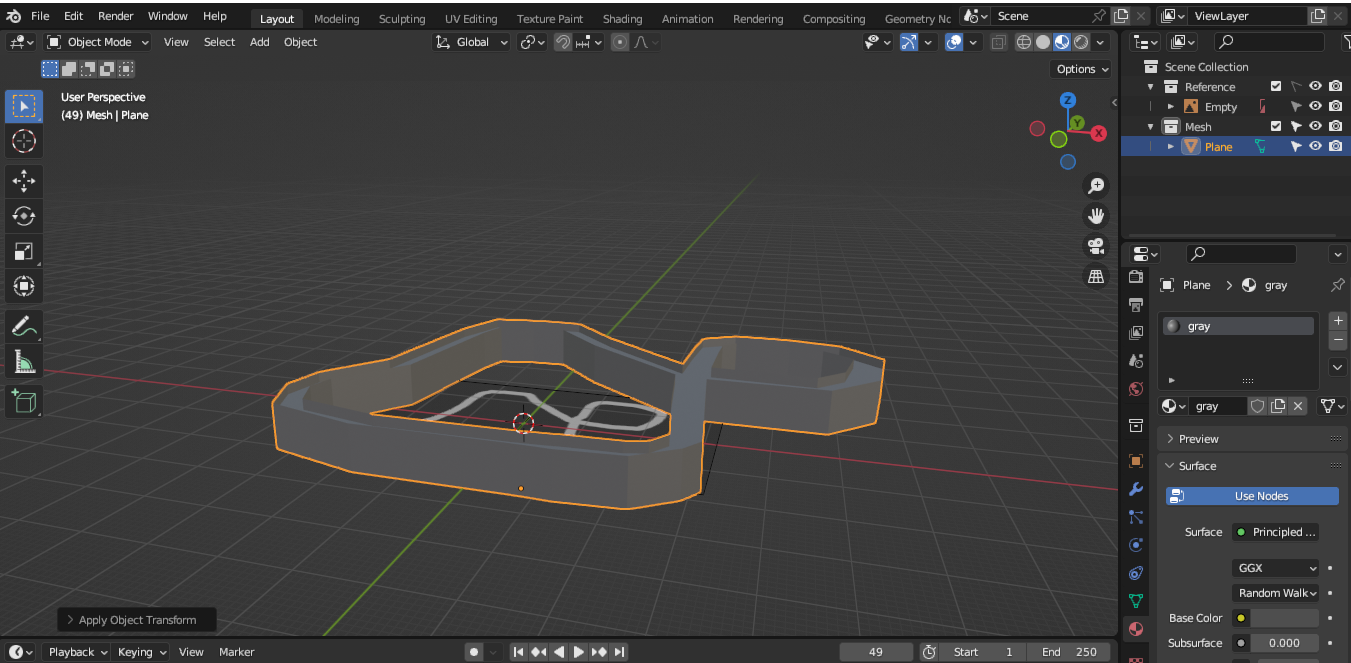 File Edit Render Window Help Layout Modeling Sculpting UV Editing Texture Paint Shading Animation Rendering Compositing Geometry Nc Scene ViewLayer
Object Mode View Select Add Object Global
Options
User Perspective
(49) Mesh | Plane
Z
Y
X
Scene Collection
Reference
Empty
Mesh
Plane
Plane > gray
gray
gray
Preview
Surface
Use Nodes
Surface Principled ...
GGX
Random Walk
Base Color
Subsurface 0.000
> Apply Object Transform
Playback Keying View Marker 49 Start 1 End 250